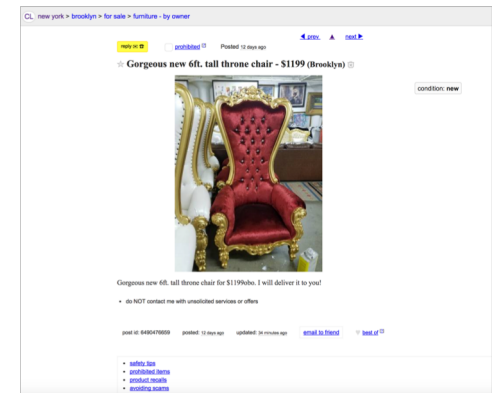 CL new york > brooklyn > for sale > furniture - by owner
◀ prev ▲ next ▶
reply prohibited [?] Posted 12 days ago
☆ Gorgeous new 6ft. tall throne chair - $1199 (Brooklyn)
condition: new
Gorgeous new 6ft. tall throne chair for $1199obo. I will deliver it to you!
• do NOT contact me with unsolicited services or offers
post id: 6490476659 posted: 12 days ago updated: 34 minutes ago email to friend ♥ best of [?]
• safety tips
• prohibited items
• product recalls
• avoiding scams